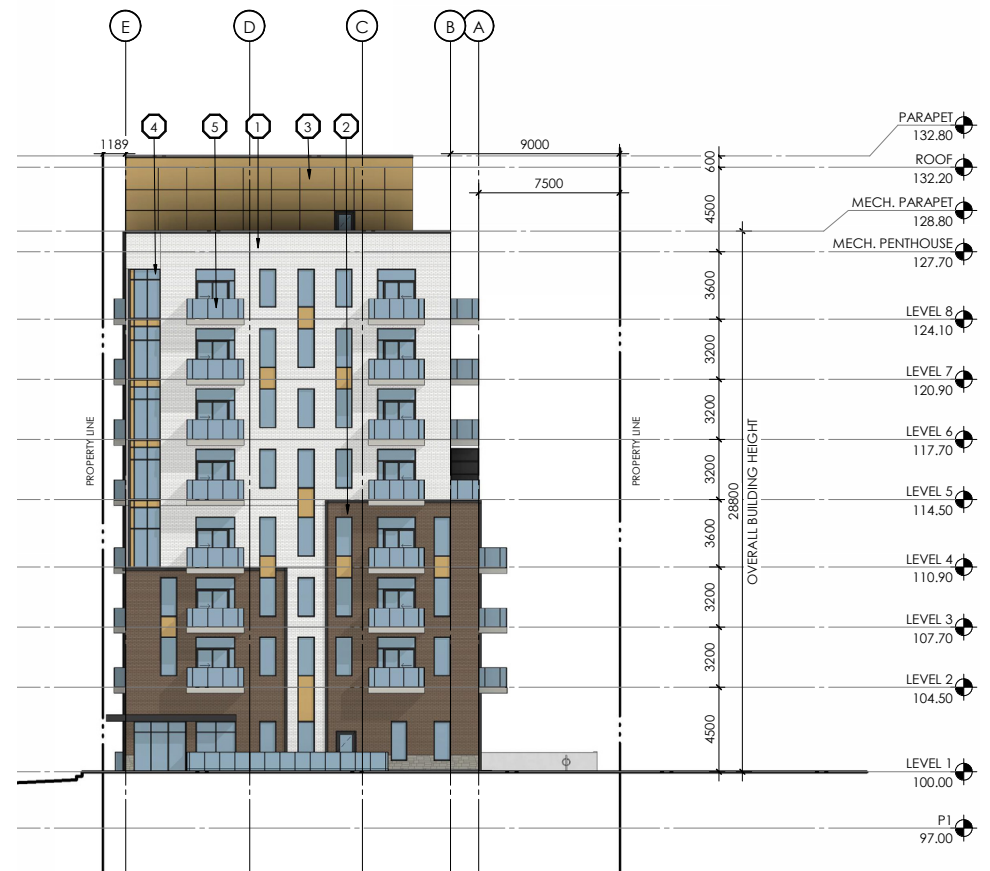 E
D
C
B
A
4
5
1
3
2
1189
9000
7500
PARAPET
132.80
ROOF
132.20
MECH. PARAPET
128.80
MECH. PENTHOUSE
127.70
LEVEL 8
124.10
LEVEL 7
120.90
LEVEL 6
117.70
LEVEL 5
114.50
LEVEL 4
110.90
LEVEL 3
107.70
LEVEL 2
104.50
LEVEL 1
100.00
P1
97.00
600
4500
3600
3200
3200
3200
3600
3200
3200
4500
28800
OVERALL BUILDING HEIGHT
PROPERTY LINE
PROPERTY LINE